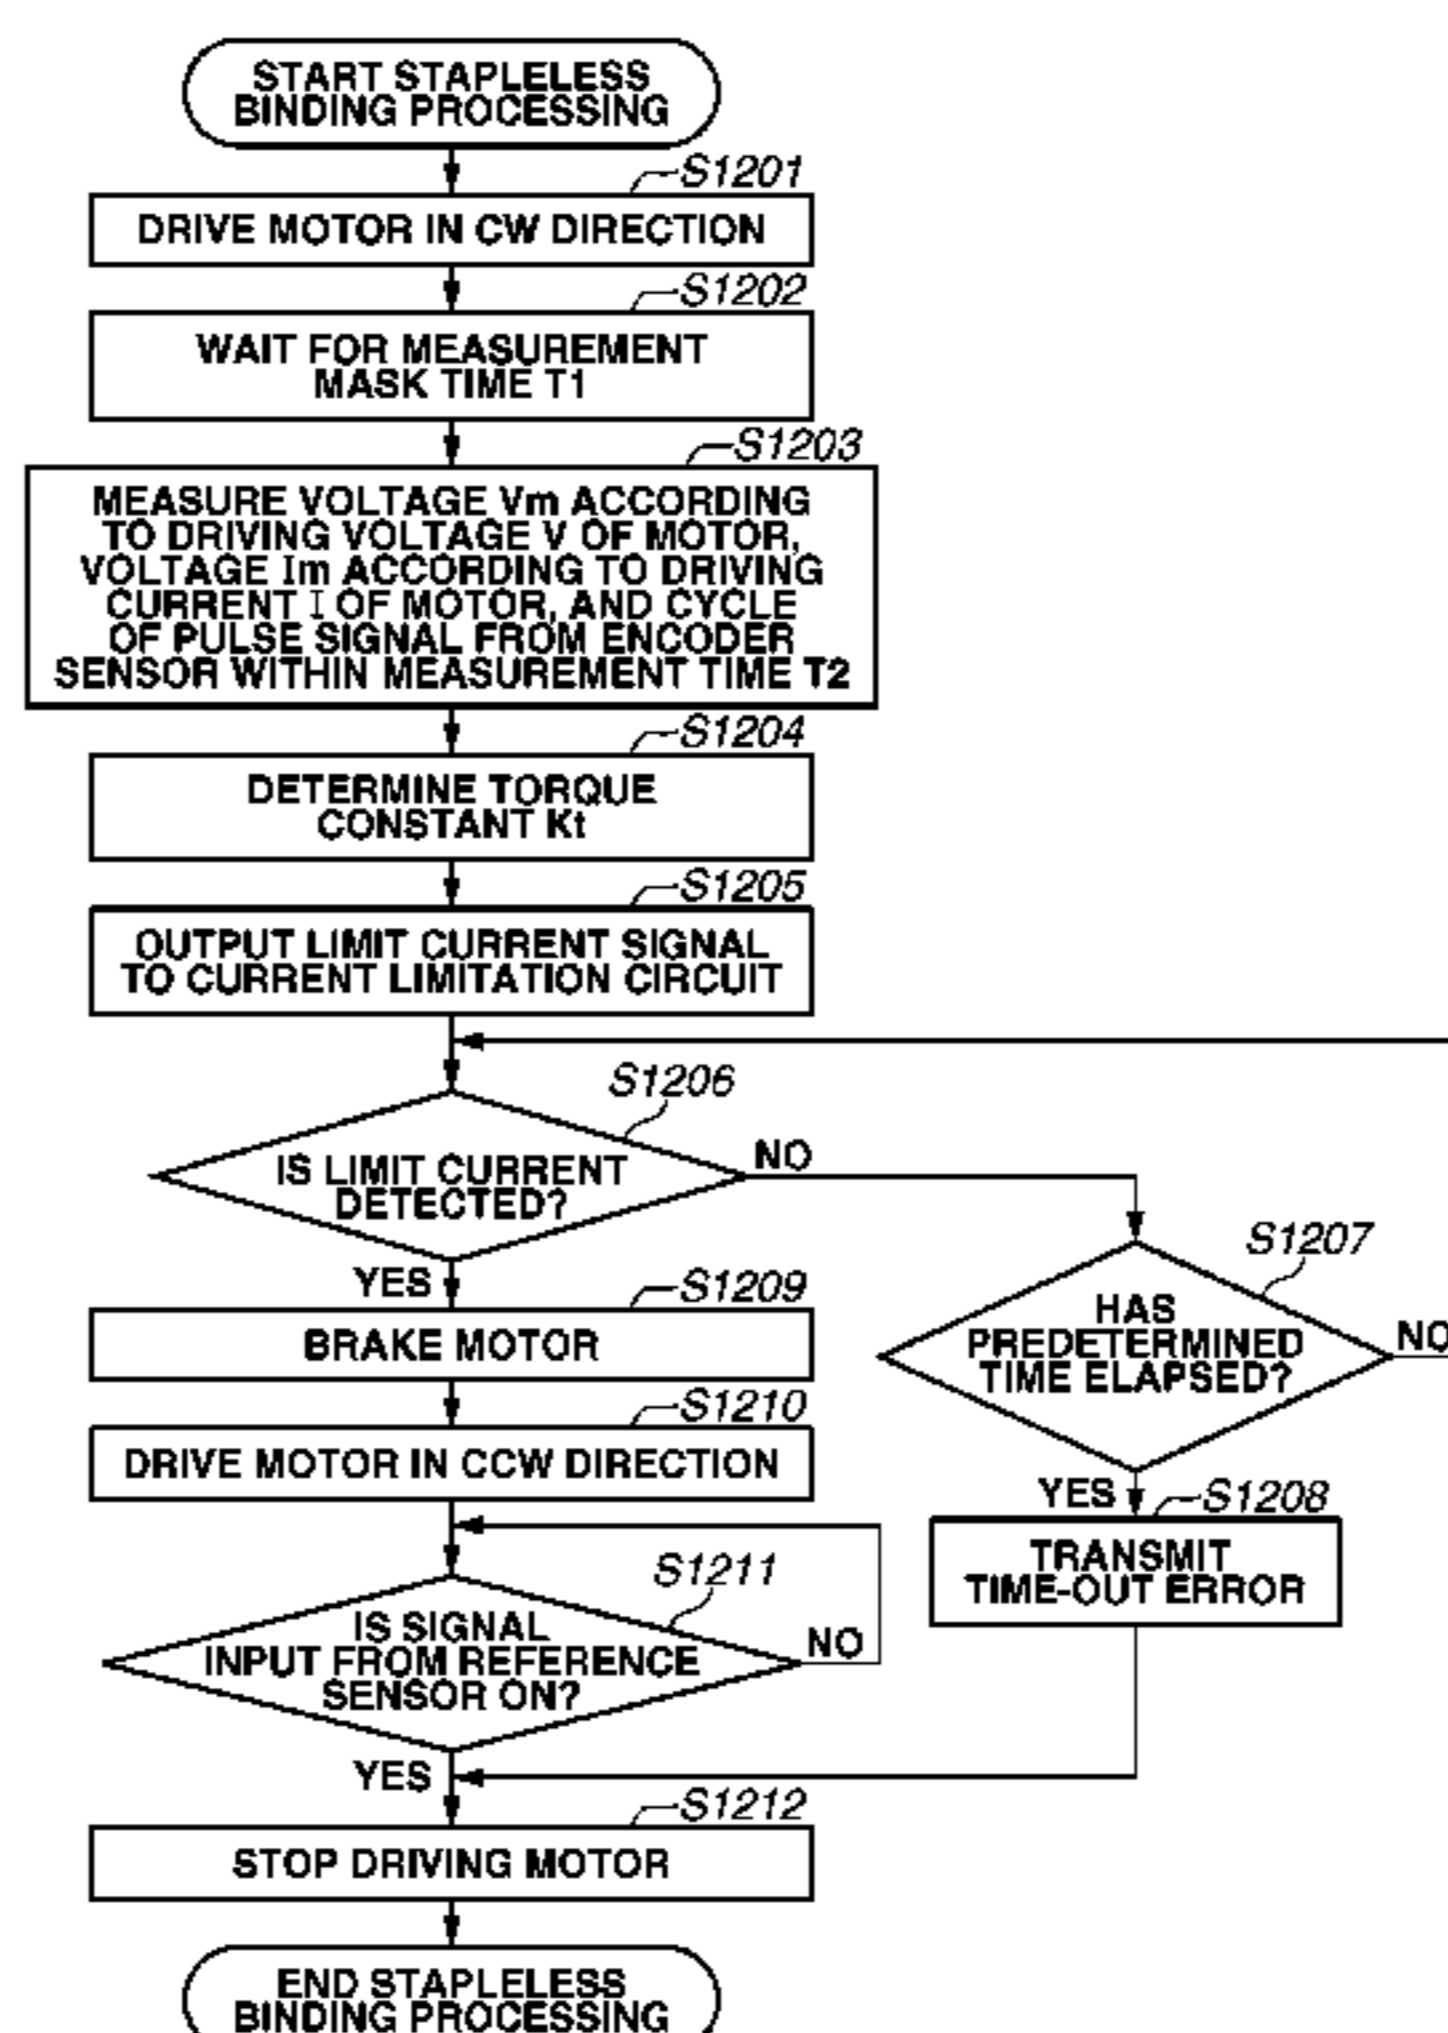 START STAPLELESS
BINDING PROCESSING
S1201
DRIVE MOTOR IN CW DIRECTION
S1202
WAIT FOR MEASUREMENT
MASK TIME T1
S1203
MEASURE VOLTAGE Vm ACCORDING
TO DRIVING VOLTAGE V OF MOTOR,
VOLTAGE Im ACCORDING TO DRIVING
CURRENT I OF MOTOR, AND CYCLE
OF PULSE SIGNAL FROM ENCODER
SENSOR WITHIN MEASUREMENT TIME T2
S1204
DETERMINE TORQUE
CONSTANT Kt
S1205
OUTPUT LIMIT CURRENT SIGNAL
TO CURRENT LIMITATION CIRCUIT
S1206
IS LIMIT CURRENT
DETECTED?
NO
S1207
HAS
PREDETERMINED
TIME ELAPSED?
NO
YES
S1208
TRANSMIT
TIME-OUT ERROR
YES
S1209
BRAKE MOTOR
S1210
DRIVE MOTOR IN CCW DIRECTION
S1211
IS SIGNAL
INPUT FROM REFERENCE
SENSOR ON?
NO
YES
S1212
STOP DRIVING MOTOR
END STAPLELESS
BINDING PROCESSING